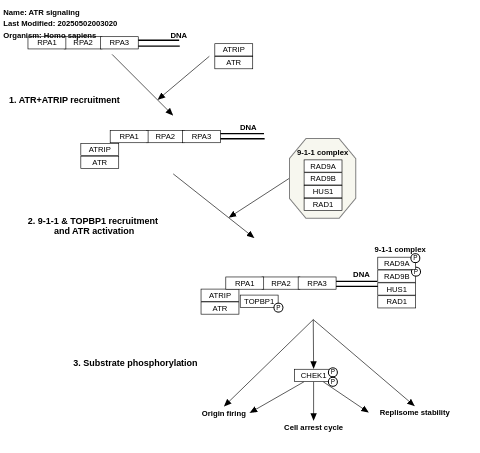 Name: ATR signaling
Last Modified: 20250502003020
Organism: Homo sapiens
RPA1 RPA2 RPA3 DNA
ATRIP
ATR
1. ATR+ATRIP recruitment
DNA
RPA1 RPA2 RPA3
ATRIP
ATR
9-1-1 complex
RAD9A
RAD9B
HUS1
RAD1
2. 9-1-1 & TOPBP1 recruitment
and ATR activation
9-1-1 complex
P
RAD9A
P
RAD9B
HUS1
RAD1
DNA
RPA1 RPA2 RPA3
ATRIP
ATR
TOPBP1
P
3. Substrate phosphorylation
CHEK1
P
P
Origin firing
Replisome stability
Cell arrest cycle